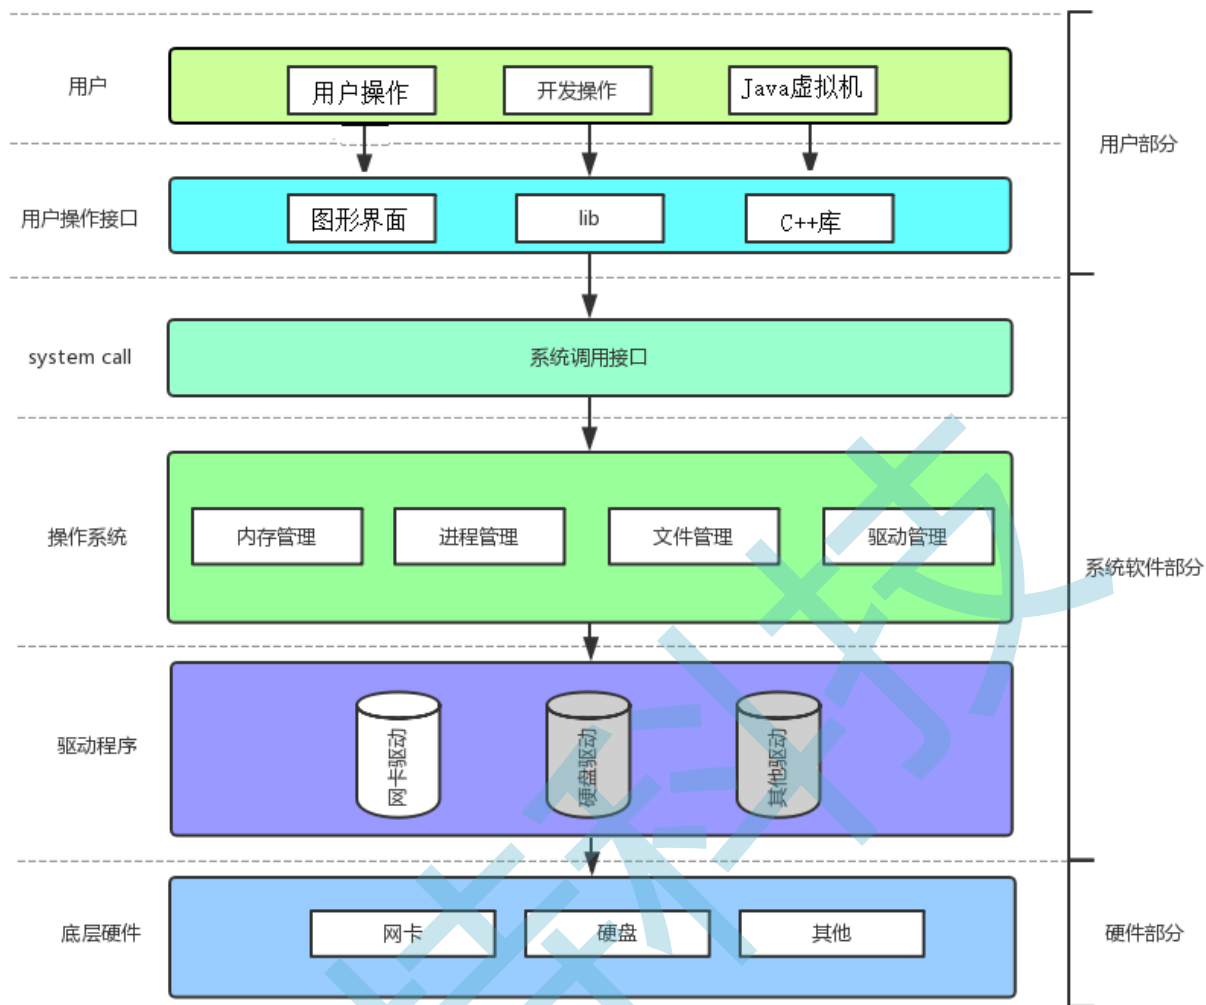 用户
用户操作
开发操作
Java虚拟机
用户部分
用户操作接口
图形界面
lib
C++库
system call
系统调用接口
操作系统
内存管理
进程管理
文件管理
驱动管理
系统软件部分
驱动程序
网卡驱动
硬盘驱动
其他驱动
底层硬件
网卡
硬盘
其他
硬件部分
科技